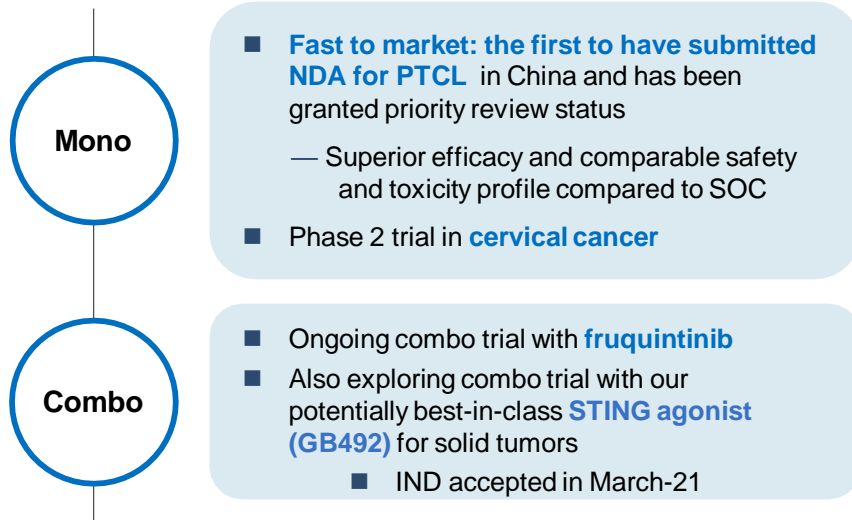 Mono
■ Fast to market: the first to have submitted
NDA for PTCL in China and has been
granted priority review status
— Superior efficacy and comparable safety
and toxicity profile compared to SOC
■ Phase 2 trial in cervical cancer
Combo
■ Ongoing combo trial with fruquintinib
■ Also exploring combo trial with our
potentially best-in-class STING agonist
(GB492) for solid tumors
■ IND accepted in March-21